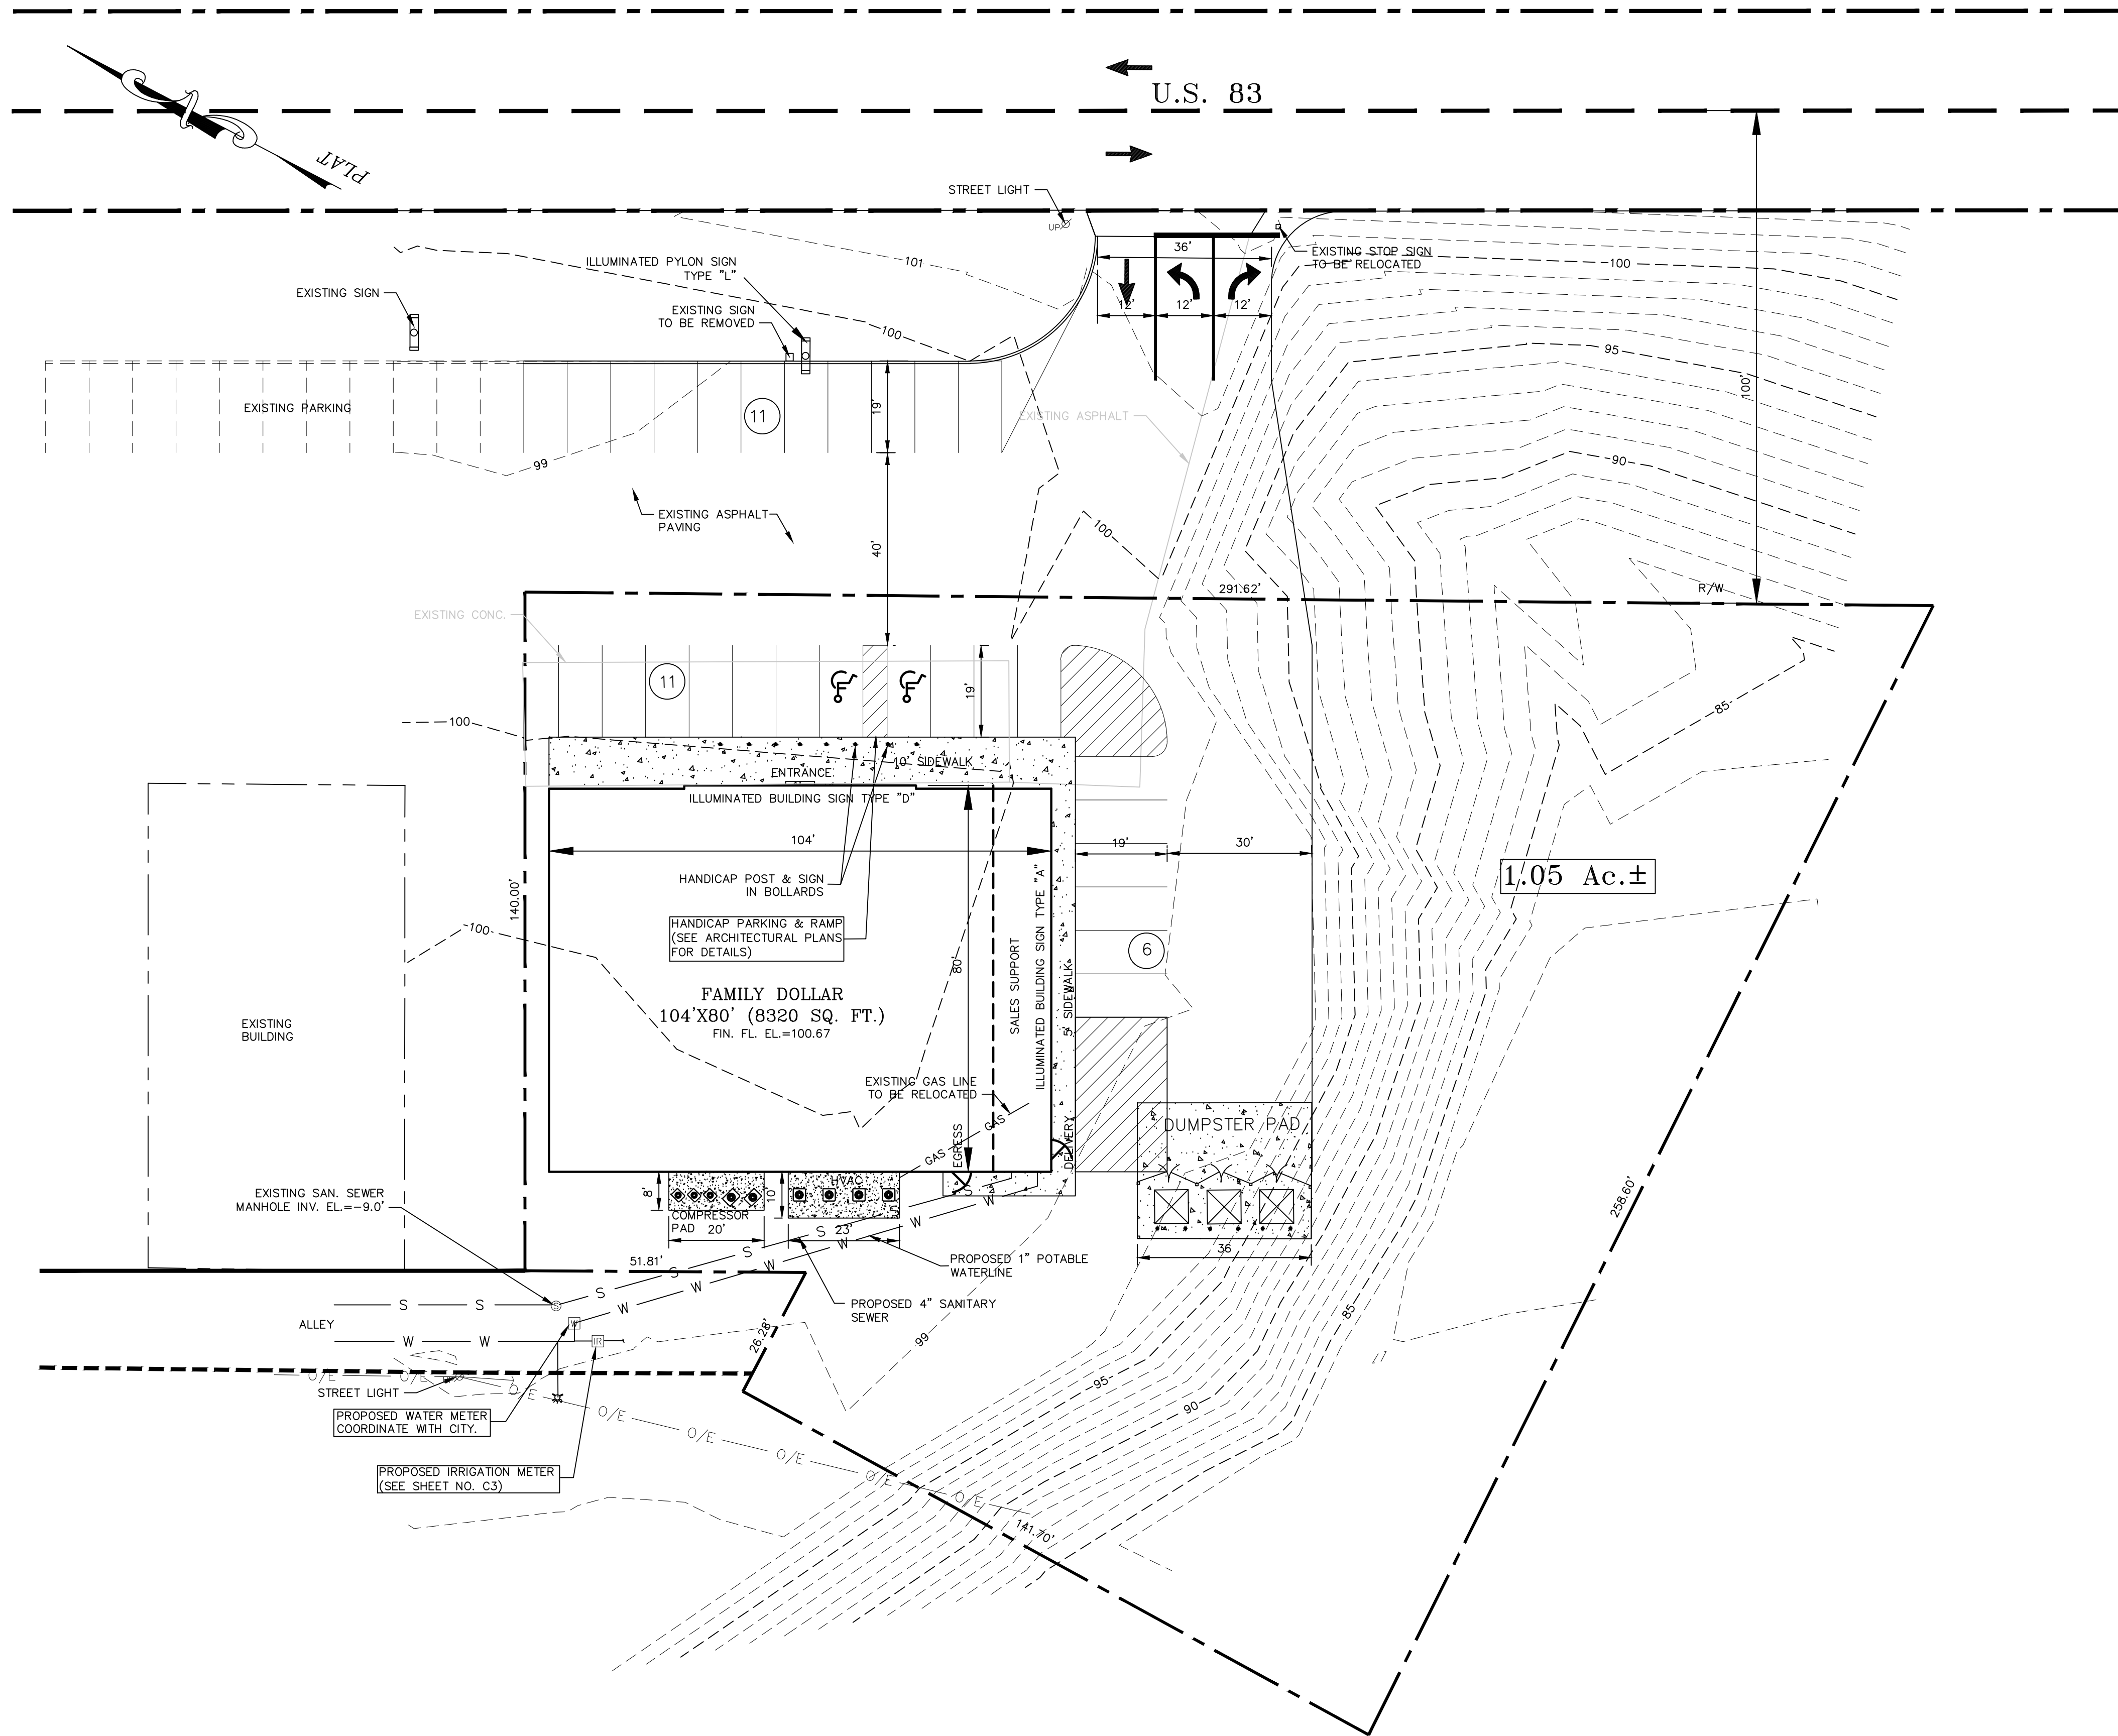 U.S. 83
PLAT
STREET LIGHT
UP
36'
EXISTING STOP SIGN
TO BE RELOCATED
101
ILLUMINATED PYLON SIGN
TYPE "L"
100
EXISTING SIGN
EXISTING SIGN
TO BE REMOVED
12'
12'
12'
100
95
100'
EXISTING PARKING
11
19'
EXISTING ASPHALT
99
90
EXISTING ASPHALT
PAVING
100
40'
291.62'
R/W
EXISTING CONC.
11
19'
85
100
10' SIDEWALK
ENTRANCE
ILLUMINATED BUILDING SIGN TYPE "D"
104'
19'
30'
HANDICAP POST & SIGN
IN BOLLARDS
1.05 Ac.±
140.00'
HANDICAP PARKING & RAMP
(SEE ARCHITECTURAL PLANS
FOR DETAILS)
100
80'
SALES SUPPORT
ILLUMINATED BUILDING SIGN TYPE "A"
5' SIDEWALK
6
FAMILY DOLLAR
104'X80' (8320 SQ. FT.)
FIN. FL. EL.=100.67
EXISTING
BUILDING
EXISTING GAS LINE
TO BE RELOCATED
GAS
GAS
EGRESS
DELIVERY
DUMPSTER PAD
HVAC
8'
10'
COMPRESSOR
PAD
20'
23'
EXISTING SAN. SEWER
MANHOLE INV. EL.=-9.0'
258.60'
36
51.81'
S
S
S
S
S
W
W
W
W
W
PROPOSED 1" POTABLE
WATERLINE
PROPOSED 4" SANITARY
SEWER
S
S
S
ALLEY
W
W
W
IR
26.28'
99
85
95
90
O/E
O/E
O/E
STREET LIGHT
PROPOSED WATER METER
COORDINATE WITH CITY.
O/E
O/E
O/E
O/E
O/E
PROPOSED IRRIGATION METER
(SEE SHEET NO. C3)
141.70'